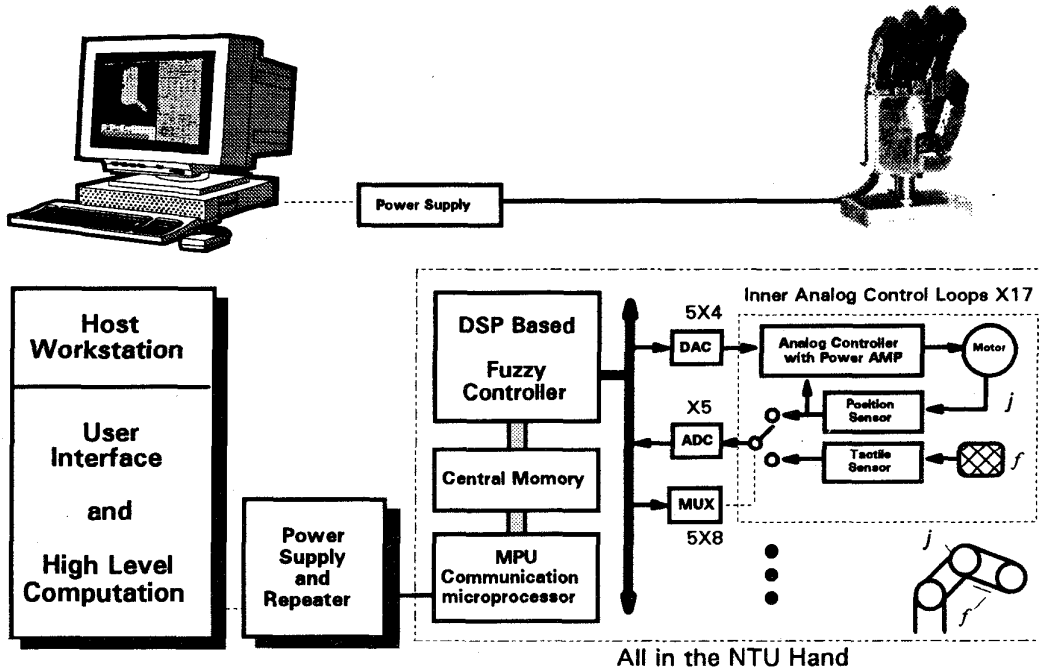 Power Supply
Host
Workstation
User
Interface
and
High Level
Computation
Power
Supply
and
Repeater
DSP Based
Fuzzy
Controller
Central Momory
MPU
Communication
microprocessor
Inner Analog Control Loops X17
5X4
DAC
Analog Controller
with Power AMP
Motor
X5
ADC
Position
Sensor
j
Tactile
Sensor
f
MUX
5X8
j
f
All in the NTU Hand